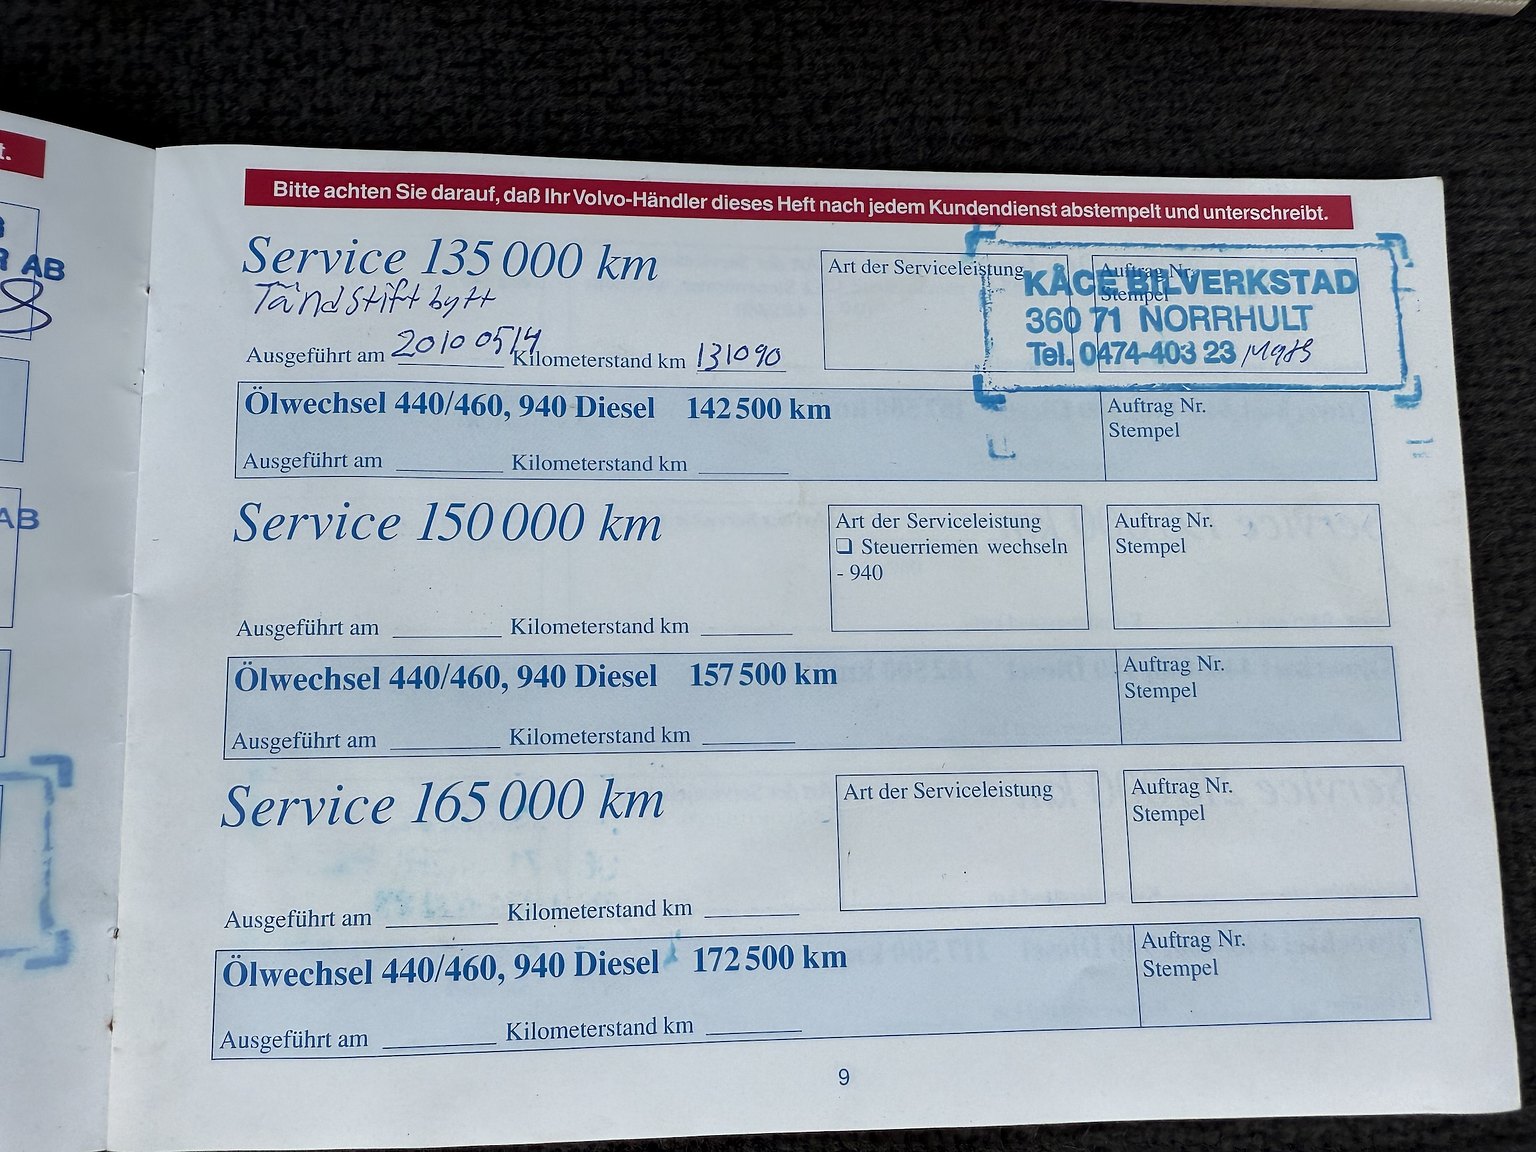 t.
Bitte achten Sie darauf, daß Ihr Volvo-Händler dieses Heft nach jedem Kundendienst abstempelt und unterschreibt.
R AB
AB
Service 135 000 km
Tändstift bytt
Ausgeführt am 2010 0514 Kilometerstand km 131090
Art der Serviceleistung
Auftrag Nr.
Stempel
KÅCE BILVERKSTAD
360 71 NORRHULT
Tel. 0474-403 23
Ölwechsel 440/460, 940 Diesel 142 500 km
Ausgeführt am Kilometerstand km
Auftrag Nr.
Stempel
Service 150 000 km
Ausgeführt am Kilometerstand km
Art der Serviceleistung
❏ Steuerriemen wechseln
- 940
Auftrag Nr.
Stempel
Ölwechsel 440/460, 940 Diesel 157 500 km
Ausgeführt am Kilometerstand km
Auftrag Nr.
Stempel
Service 165 000 km
Ausgeführt am Kilometerstand km
Art der Serviceleistung
Auftrag Nr.
Stempel
Ölwechsel 440/460, 940 Diesel 172 500 km
Ausgeführt am Kilometerstand km
Auftrag Nr.
Stempel
9